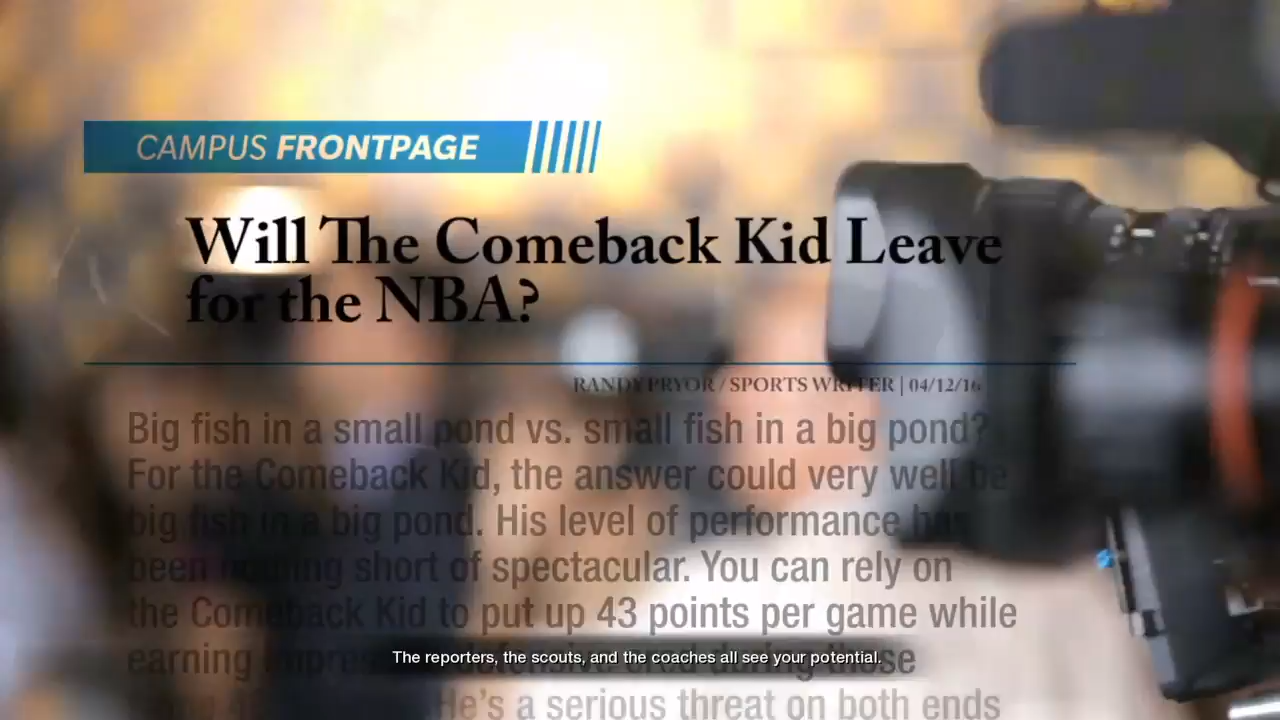 CAMPUS FRONTPAGE
Will The Comeback Kid Leave
for the NBA?
RANDY PRYOR / SPORTS WRITER | 04/12/16
Big fish in a small pond vs. small fish in a big pond?
For the Comeback Kid, the answer could very well be
big fish in a big pond. His level of performance has
been nothing short of spectacular. You can rely on
the Comeback Kid to put up 43 points per game while
earning defensive during these
The reporters, the scouts, and the coaches all see your potential.
He's a serious threat on both ends